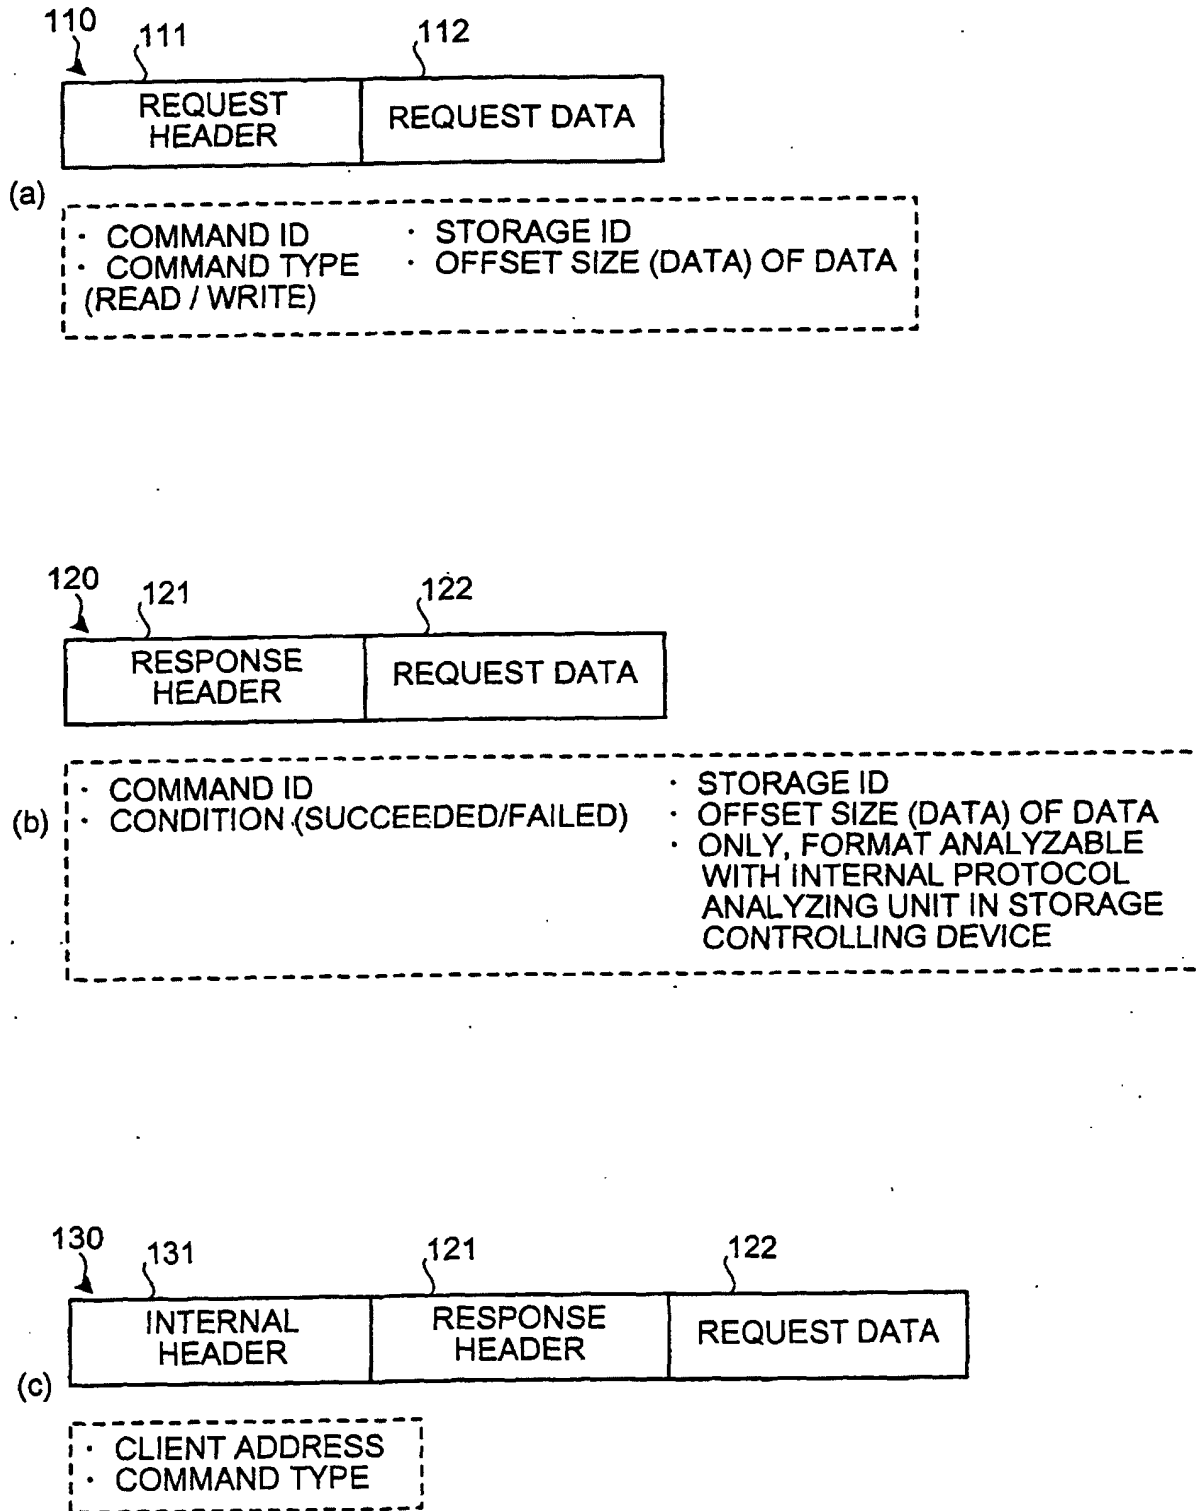 110
111
112
REQUEST
HEADER
REQUEST DATA
(a)
· COMMAND ID
· COMMAND TYPE
(READ / WRITE)
· STORAGE ID
· OFFSET SIZE (DATA) OF DATA
120
121
122
RESPONSE
HEADER
REQUEST DATA
(b)
· COMMAND ID
· CONDITION (SUCCEEDED/FAILED)
· STORAGE ID
· OFFSET SIZE (DATA) OF DATA
· ONLY, FORMAT ANALYZABLE
WITH INTERNAL PROTOCOL
ANALYZING UNIT IN STORAGE
CONTROLLING DEVICE
130
131
121
122
INTERNAL
HEADER
RESPONSE
HEADER
REQUEST DATA
(c)
· CLIENT ADDRESS
· COMMAND TYPE